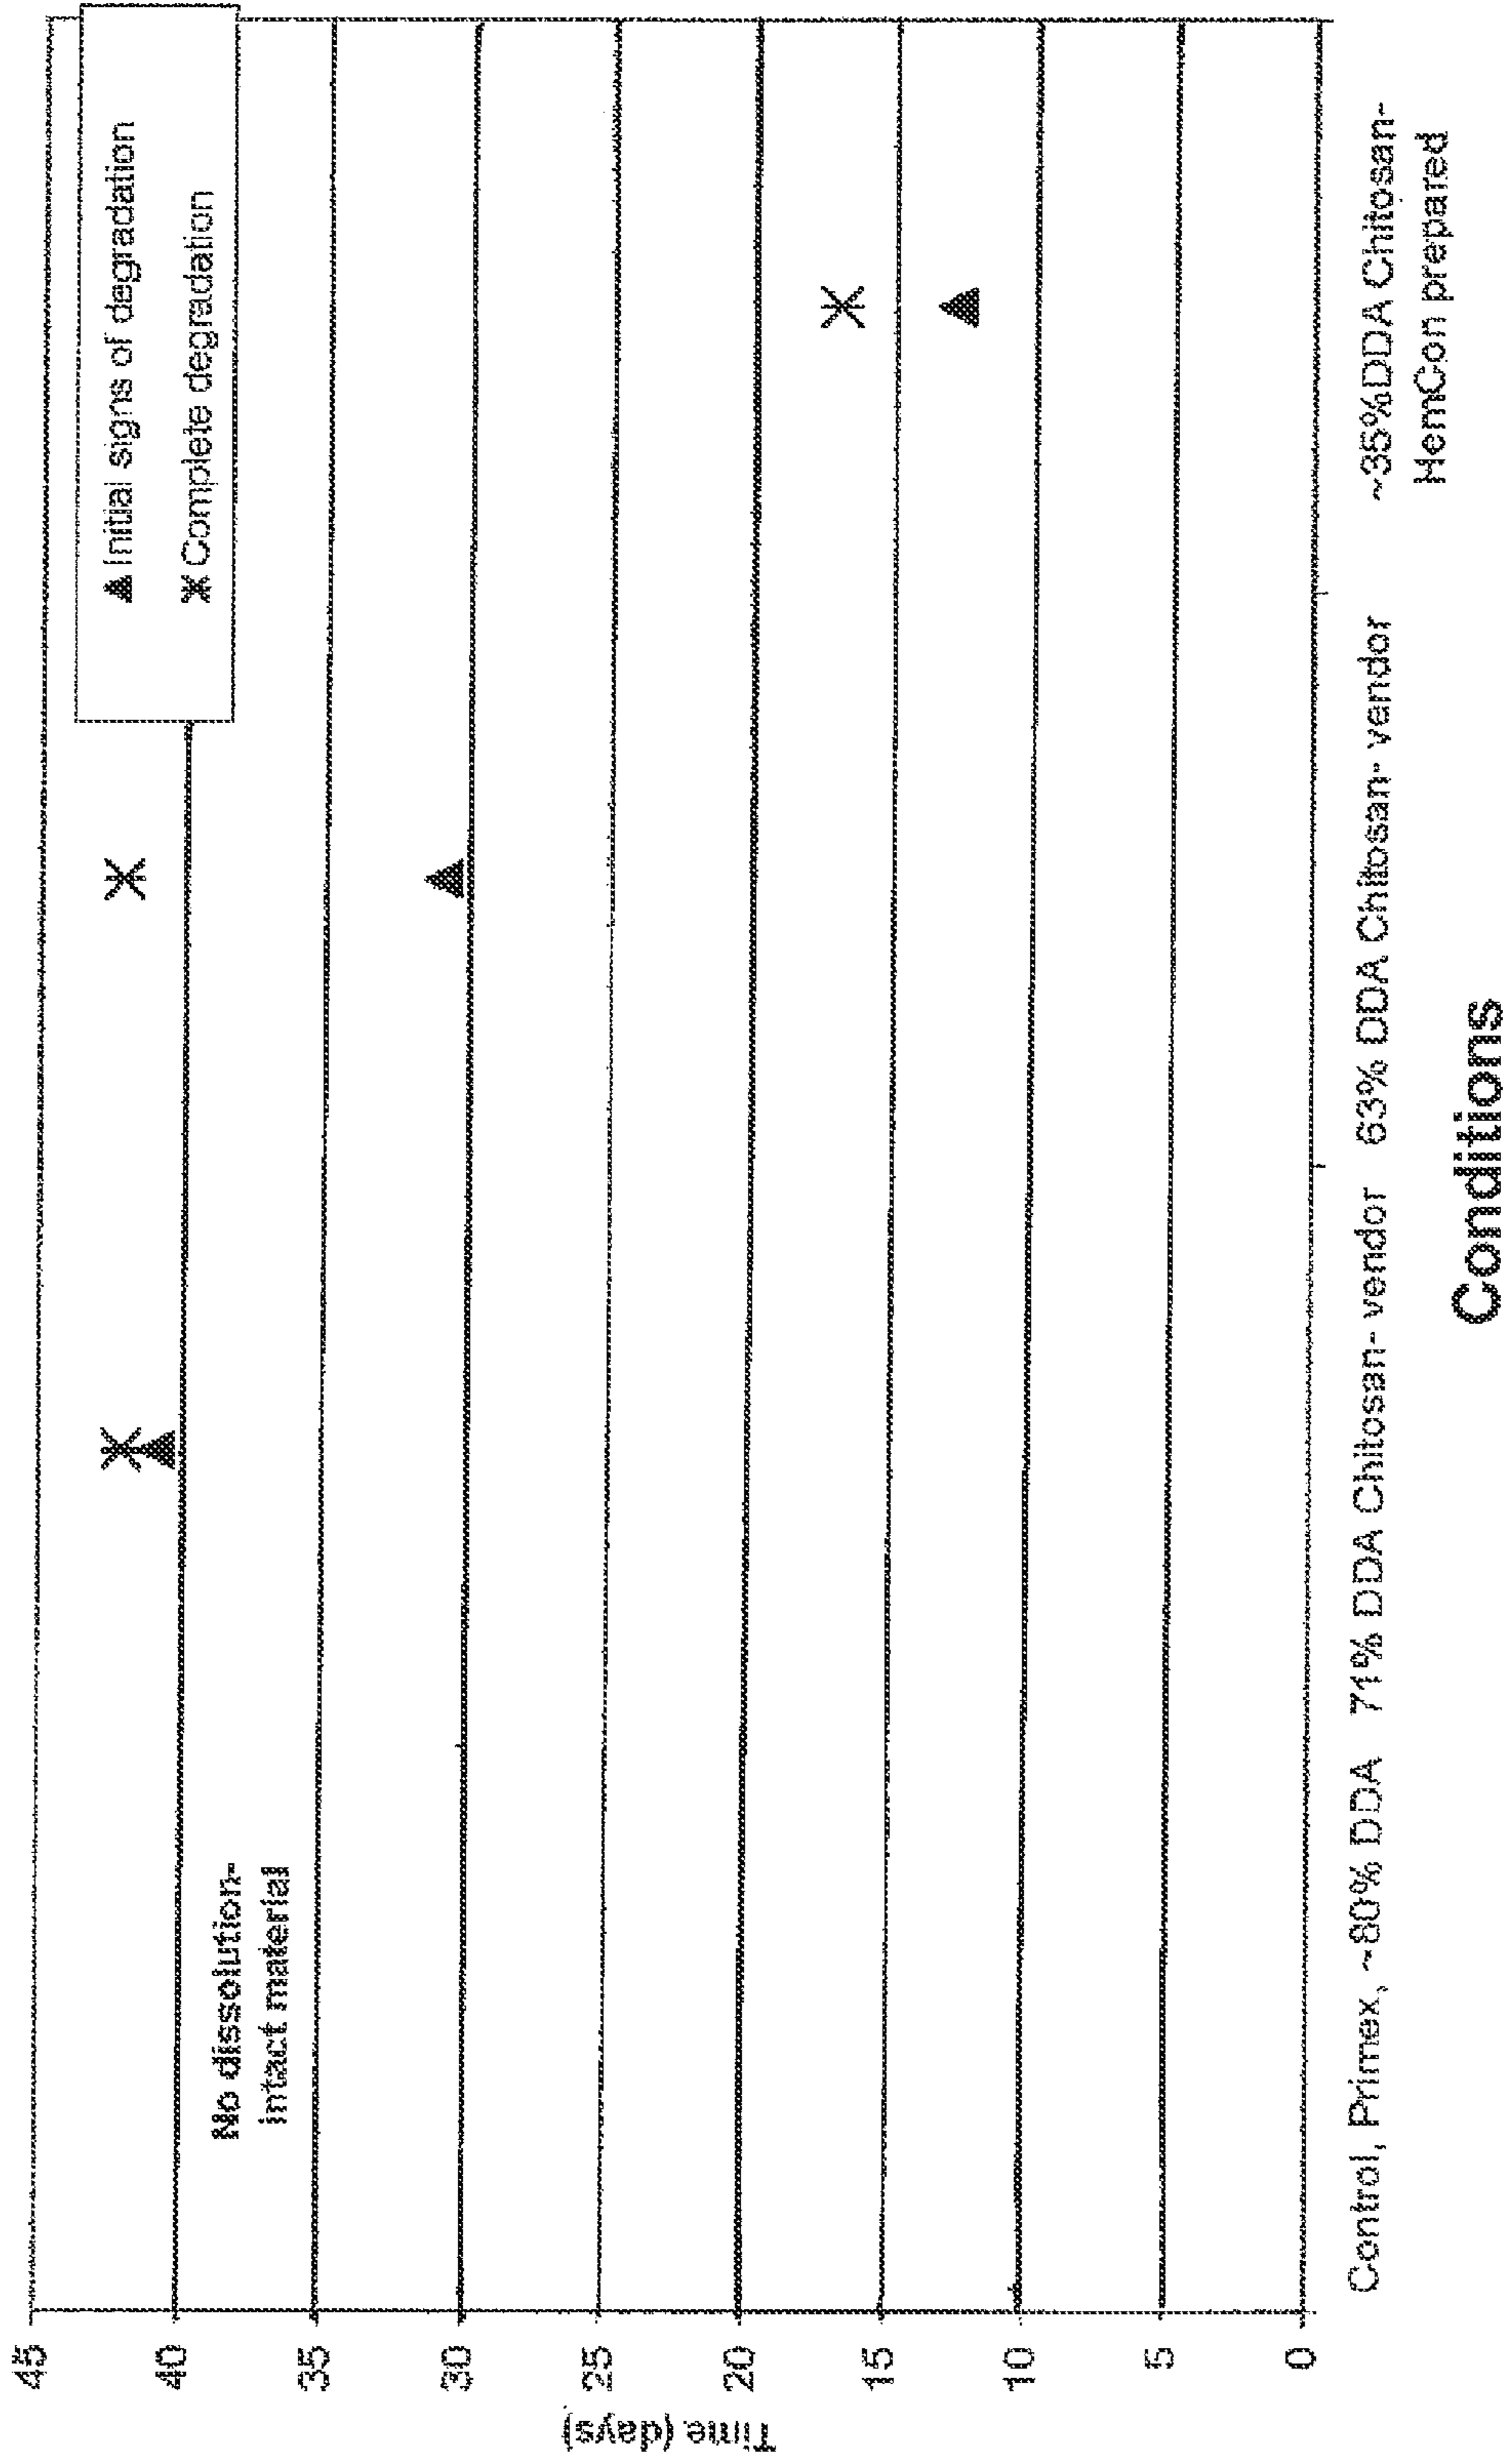 Initial signs of degradation
Complete degradation
No dissolution-
intact material
45
40
35
30
25
20
15
10
5
0
Time (days)
Control, Primex, ~80% DDA
71% DDA Chitosan- vendor
63% DDA Chitosan- vendor
~35%DDA Chitosan-
HemCon prepared
Conditions